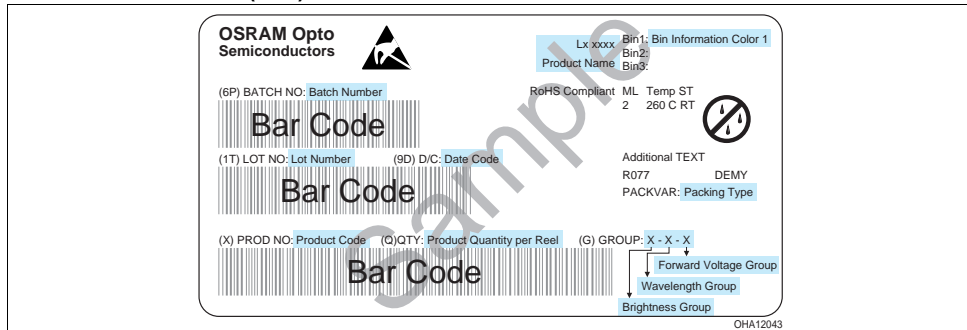 OSRAM Opto
Semiconductors
Lx xxxx
Product Name
Bin1: Bin Information Color 1
Bin2:
Bin3:
(6P) BATCH NO: Batch Number
Bar Code
RoHS Compliant ML Temp ST
2 260 C RT
(1T) LOT NO: Lot Number (9D) D/C: Date Code
Bar Code
Additional TEXT
R077 DEMY
PACKVAR: Packing Type
(X) PROD NO: Product Code (Q)QTY: Product Quantity per Reel (G) GROUP: X - X - X
Bar Code
Forward Voltage Group
Wavelength Group
Brightness Group
Sample
OHA12043